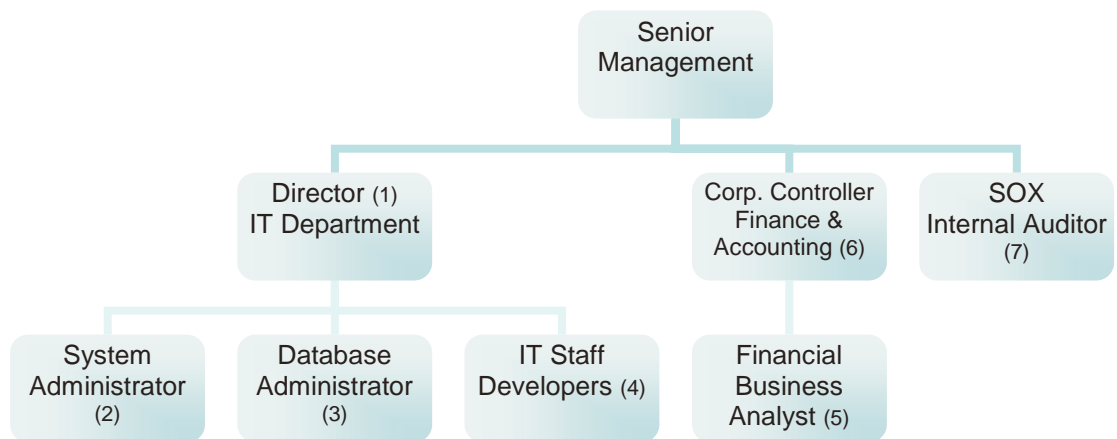 Senior
Management
Director (1)
IT Department
Corp. Controller
Finance &
Accounting (6)
SOX
Internal Auditor
(7)
System
Administrator
(2)
Database
Administrator
(3)
IT Staff
Developers (4)
Financial
Business
Analyst (5)